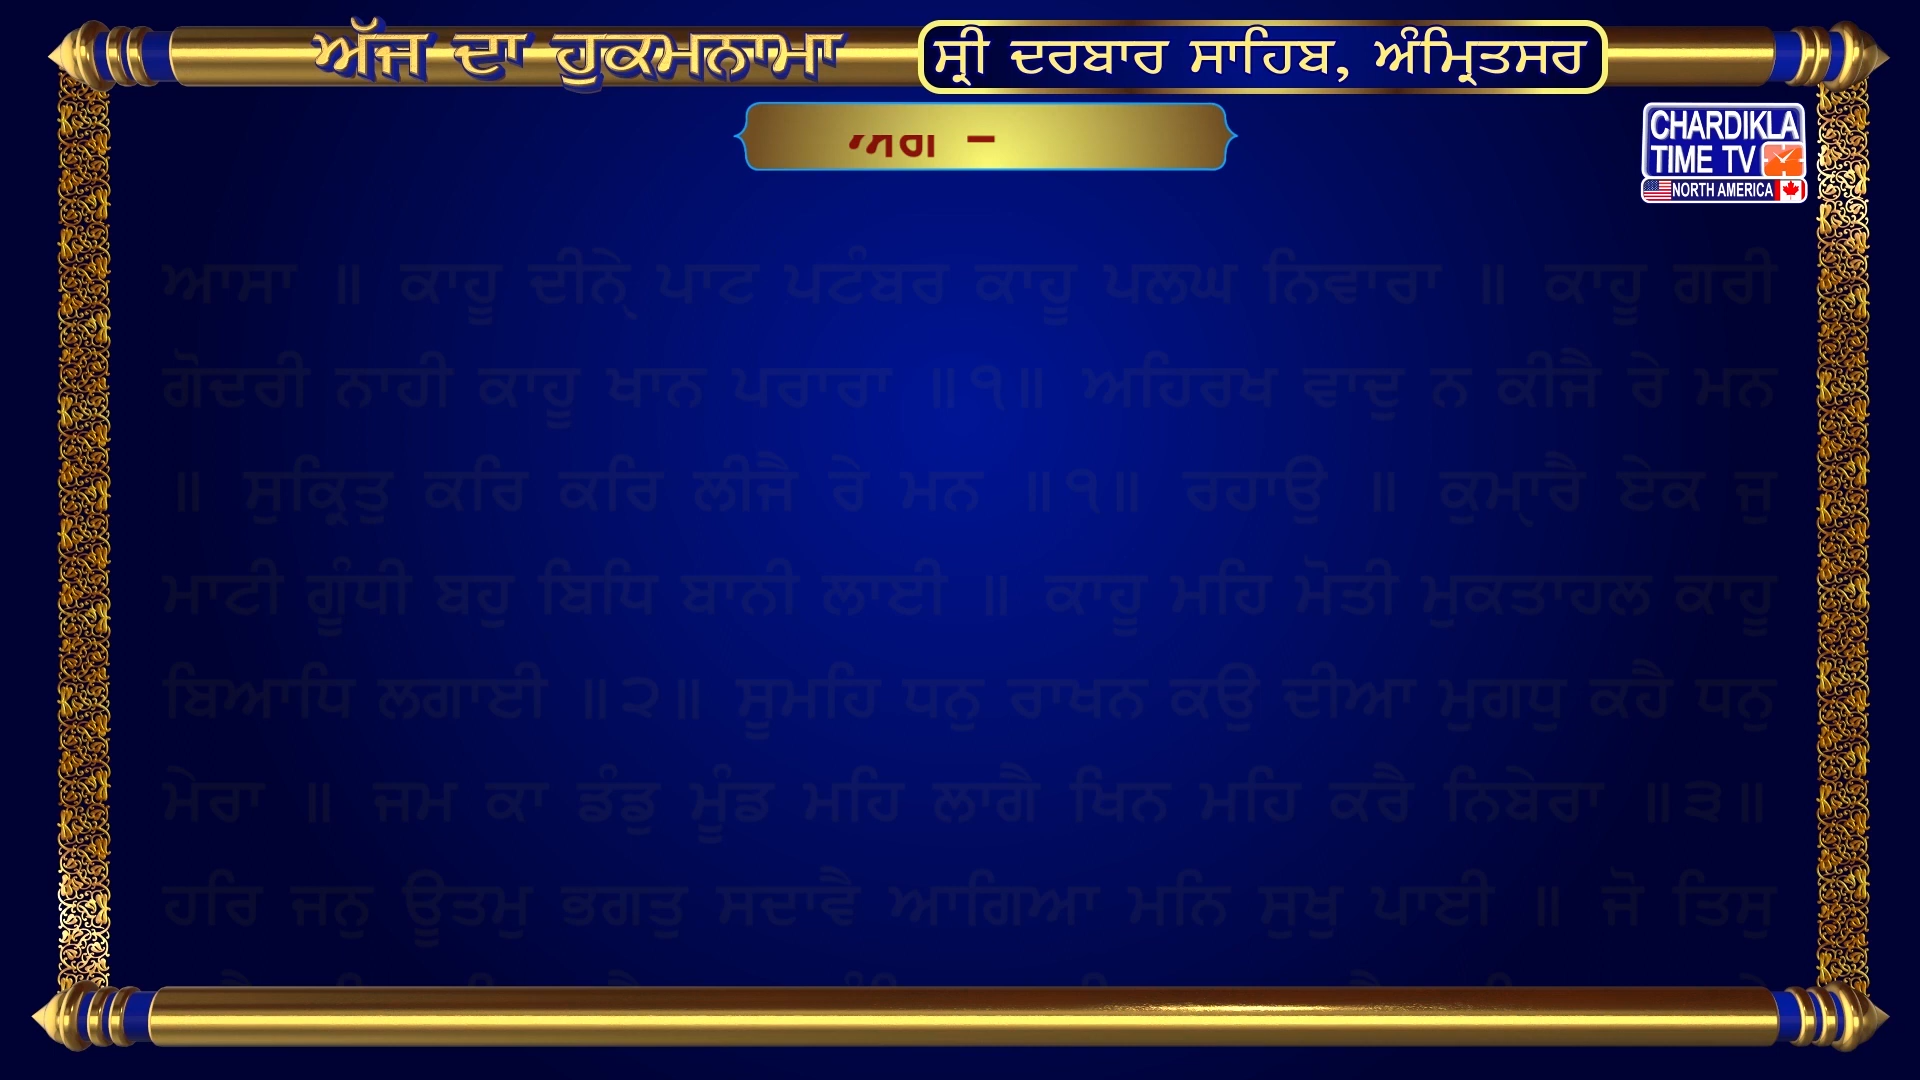 ਅੱਜ ਦਾ ਹੁਕਮਨਾਮਾ
ਸ੍ਰੀ ਦਰਬਾਰ ਸਾਹਿਬ, ਅੰਮ੍ਰਿਤਸਰ
CHARDIKLA
TIME TV
NORTH AMERICA
ਆਸਾ ॥ ਕਾਹੂ ਦੀਨ੍ਹੇ ਪਾਟ ਪਟੰਬਰ ਕਾਹੂ ਪਲਘ ਨਿਵਾਰਾ ॥ ਕਾਹੂ ਗਰੀ
ਗੋਦਰੀ ਨਾਹੀ ਕਾਹੂ ਖਾਨ ਪਰਾਰਾ ॥੧॥ ਅਹਿਰਖ ਵਾਦੁ ਨ ਕੀਜੈ ਰੇ ਮਨ
॥ ਸੁਕ੍ਰਿਤੁ ਕਰਿ ਕਰਿ ਲੀਜੈ ਰੇ ਮਨ ॥੧॥ ਰਹਾਉ ॥ ਕੁਮ੍ਹਾਰੈ ਏਕ ਜੁ
ਮਾਟੀ ਗੂੰਧੀ ਬਹੁ ਬਿਧਿ ਬਾਨੀ ਲਾਈ ॥ ਕਾਹੂ ਮਹਿ ਮੋਤੀ ਮੁਕਤਾਹਲ ਕਾਹੂ
ਬਿਆਧਿ ਲਗਾਈ ॥੨॥ ਸੂਮਹਿ ਧਨੁ ਰਾਖਨ ਕਉ ਦੀਆ ਮੁਗਧੁ ਕਹੈ ਧਨੁ
ਮੇਰਾ ॥ ਜਮ ਕਾ ਡੰਡੁ ਮੂੰਡ ਮਹਿ ਲਾਗੈ ਖਿਨ ਮਹਿ ਕਰੈ ਨਿਬੇਰਾ ॥੩॥
ਹਰਿ ਜਨੁ ਊਤਮੁ ਭਗਤੁ ਸਦਾਵੈ ਆਗਿਆ ਮਨਿ ਸੁਖੁ ਪਾਈ ॥ ਜੋ ਤਿਸੁ